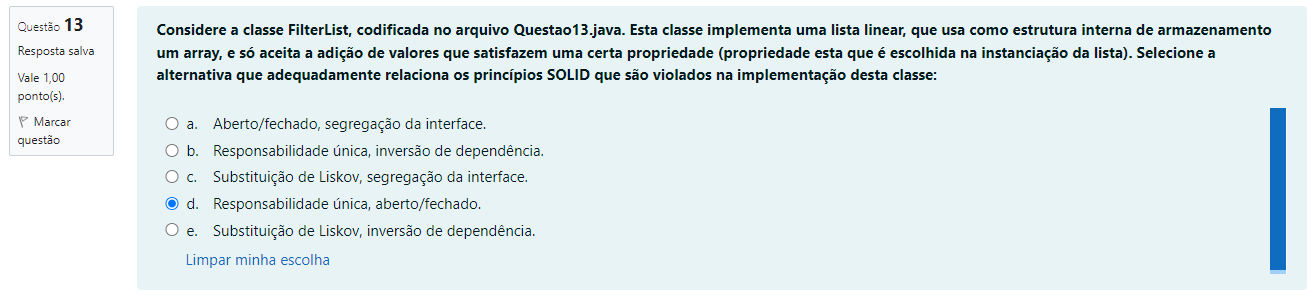 Questão 13
Resposta salva
Vale 1,00
ponto(s).
Marcar
questão
Considere a classe FilterList, codificada no arquivo Questao13.java. Esta classe implementa uma lista linear, que usa como estrutura interna de armazenamento
um array, e só aceita a adição de valores que satisfazem uma certa propriedade (propriedade esta que é escolhida na instanciação da lista). Selecione a
alternativa que adequadamente relaciona os princípios SOLID que são violados na implementação desta classe:
a. Aberto/fechado, segregação da interface.
b. Responsabilidade única, inversão de dependência.
c. Substituição de Liskov, segregação da interface.
d. Responsabilidade única, aberto/fechado.
e. Substituição de Liskov, inversão de dependência.
Limpar minha escolha